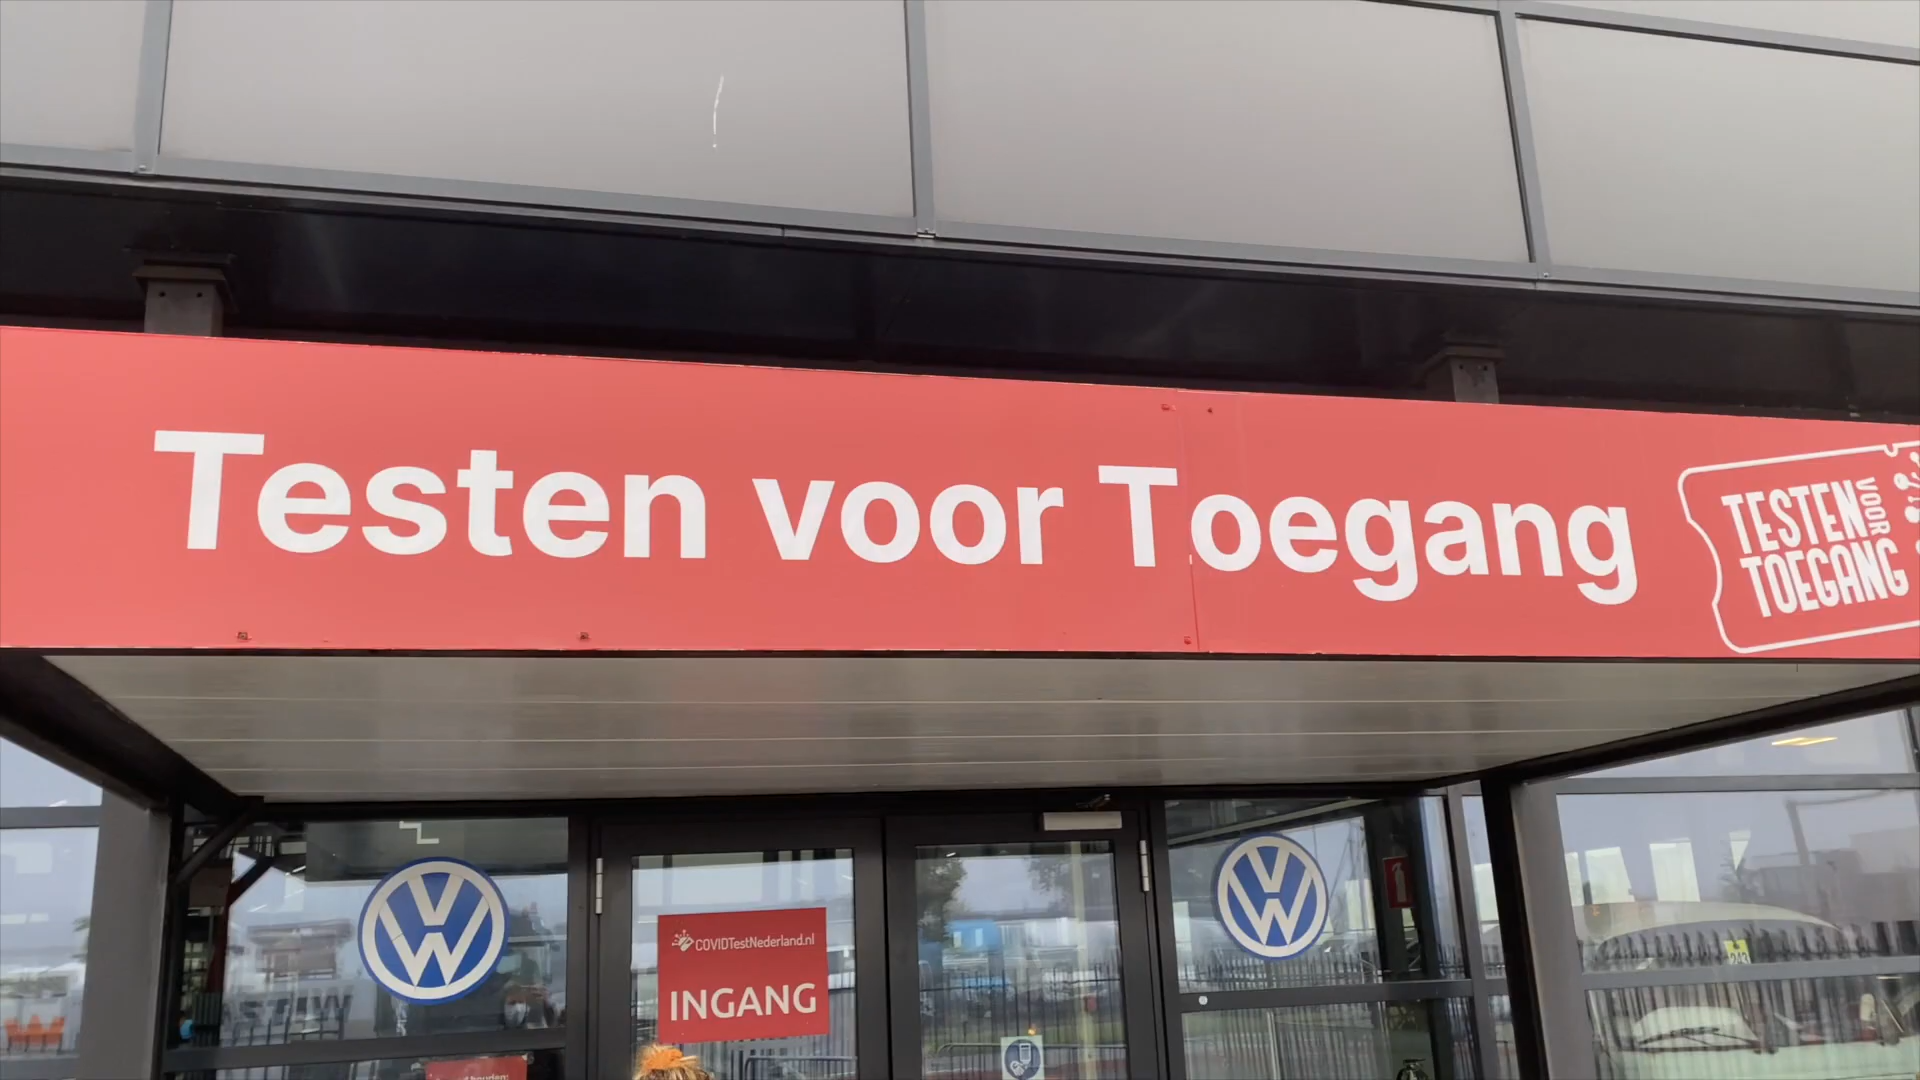 Testen voor Toegang
TESTEN
VOOR
TOEGANG
COVIDTestNederland.nl
INGANG